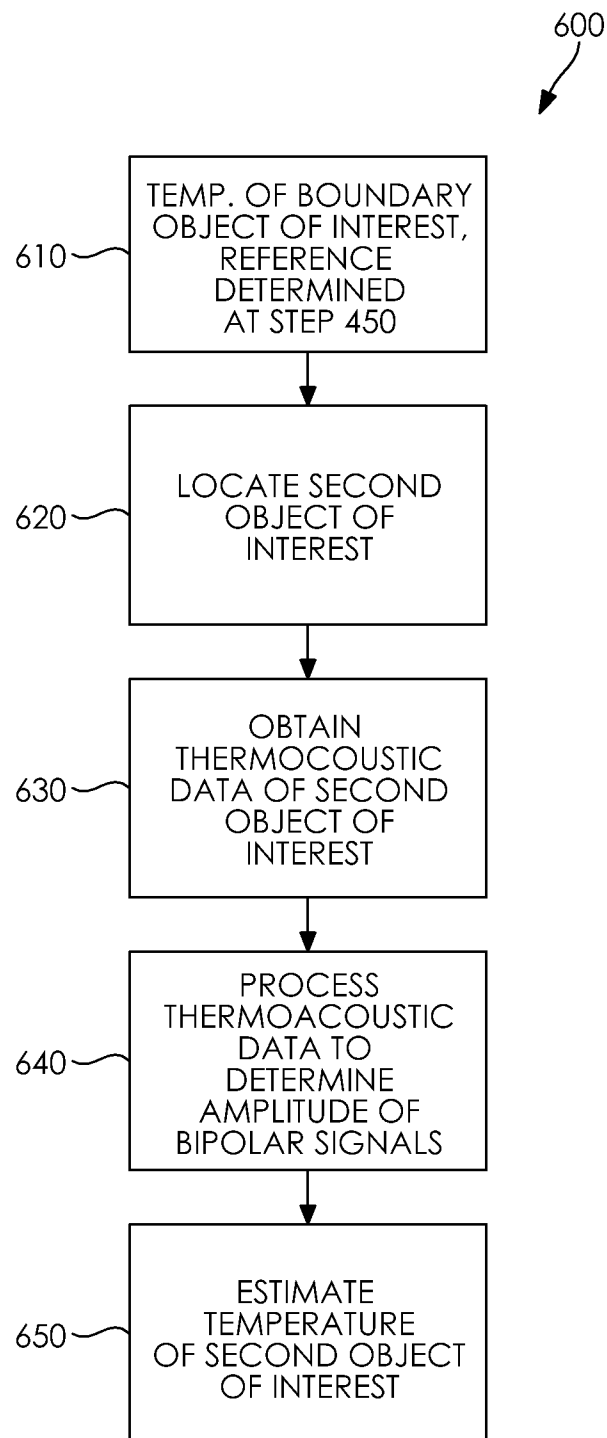 600
610
TEMP. OF BOUNDARY
OBJECT OF INTEREST,
REFERENCE
DETERMINED
AT STEP 450
620
LOCATE SECOND
OBJECT OF
INTEREST
630
OBTAIN
THERMOCOUSTIC
DATA OF SECOND
OBJECT OF
INTEREST
640
PROCESS
THERMOACOUSTIC
DATA TO
DETERMINE
AMPLITUDE OF
BIPOLAR SIGNALS
650
ESTIMATE
TEMPERATURE
OF SECOND OBJECT
OF INTEREST